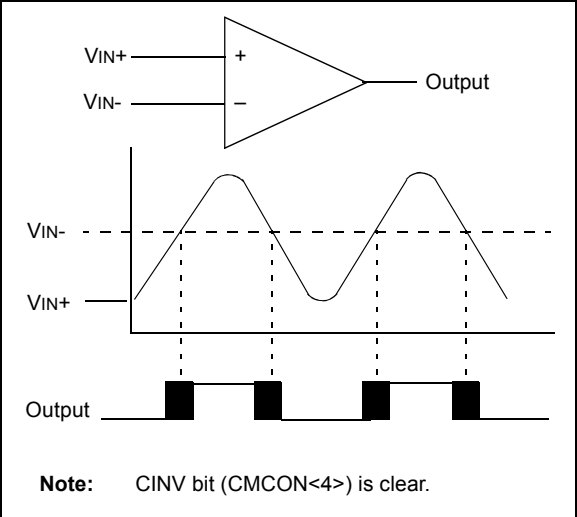 VIN+
+
Output
VIN-
–
VIN-
VIN+
Output
Note: CINV bit (CMCON<4>) is clear.